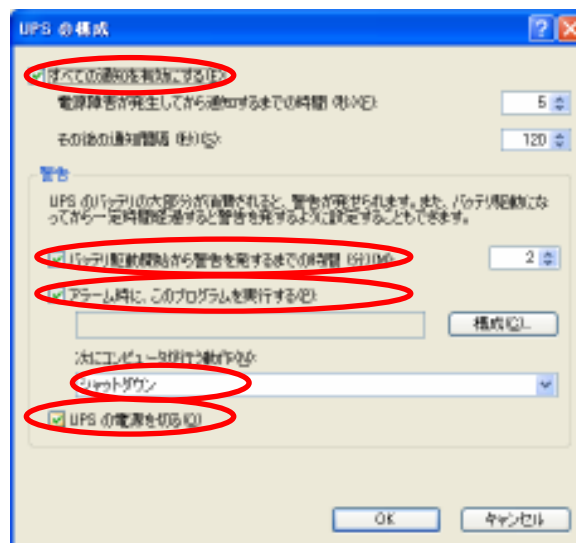 UPS の構成
すべての通知を有効にする(E)
電源障害が発生してから通知するまでの時間 (秒)(E): 5
その後の通知間隔 (秒)(S): 120
警告
UPS のバッテリの大部分が消費されると、警告が発せられます。また、バッテリ駆動にな
ってから一定時間経過すると警告を発するように設定することもできます。
バッテリ駆動開始から警告を発するまでの時間 (分)(M): 2
アラーム時に、このプログラムを実行する(P):
構成(C)...
次にコンピュータが行う動作(N):
シャットダウン
UPS の電源を切る(O)
OK キャンセル